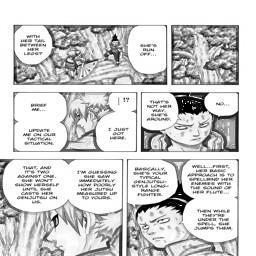 SHE'S
RUN
OFF...
WITH
HER TAIL
BETWEEN
HER
LEGS?
NO...
THAT'S
NOT HER
WAY.
SHE'S
AROUND.
!?
I JUST
GOT
HERE.
BRIEF
ME...
UPDATE
ME ON OUR
TACTICAL
SITUATION.
WELL...FIRST,
HER BASIC
APPROACH IS TO
SPELLBIND HER
ENEMIES WITH
THE SOUND OF
HER FLUTE.
THEN WHILE
THEY'RE
UNDER THE
SPELL, SHE
JUMPS THEM.
BASICALLY,
SHE'S YOUR
TYPICAL
GENJUTSU-
STYLE LONG-
RANGE
FIGHTER.
I'M GUESSING
SHE SAW
IMMEDIATELY
HOW POORLY
HER JUTSU
MEASURED UP
TO YOURS.
THAT, AND
IT'S TWO
AGAINST ONE.
SHE WON'T
SHOW HERSELF
UNTIL SHE
CASTS HER
GENJUTSU ON
US.